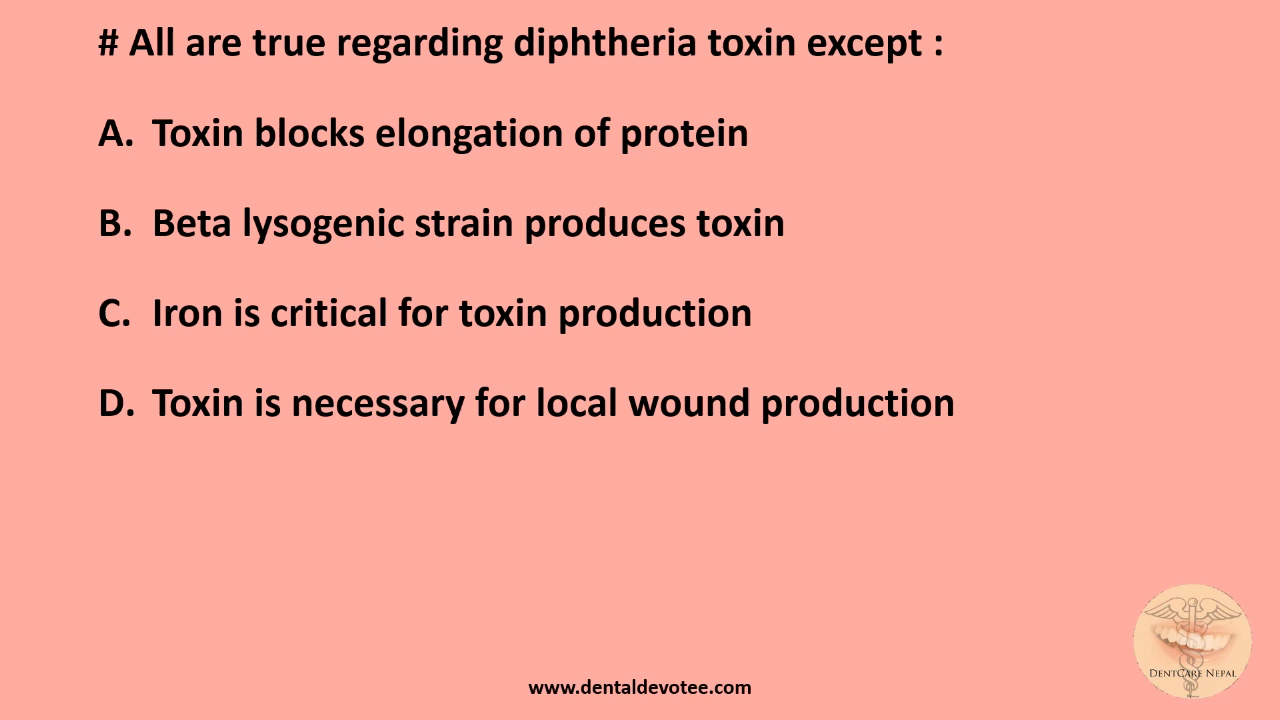 # All are true regarding diphtheria toxin except :
A. Toxin blocks elongation of protein
B. Beta lysogenic strain produces toxin
C. Iron is critical for toxin production
D. Toxin is necessary for local wound production
DENTCARE NEPAL
www.dentaldevotee.com